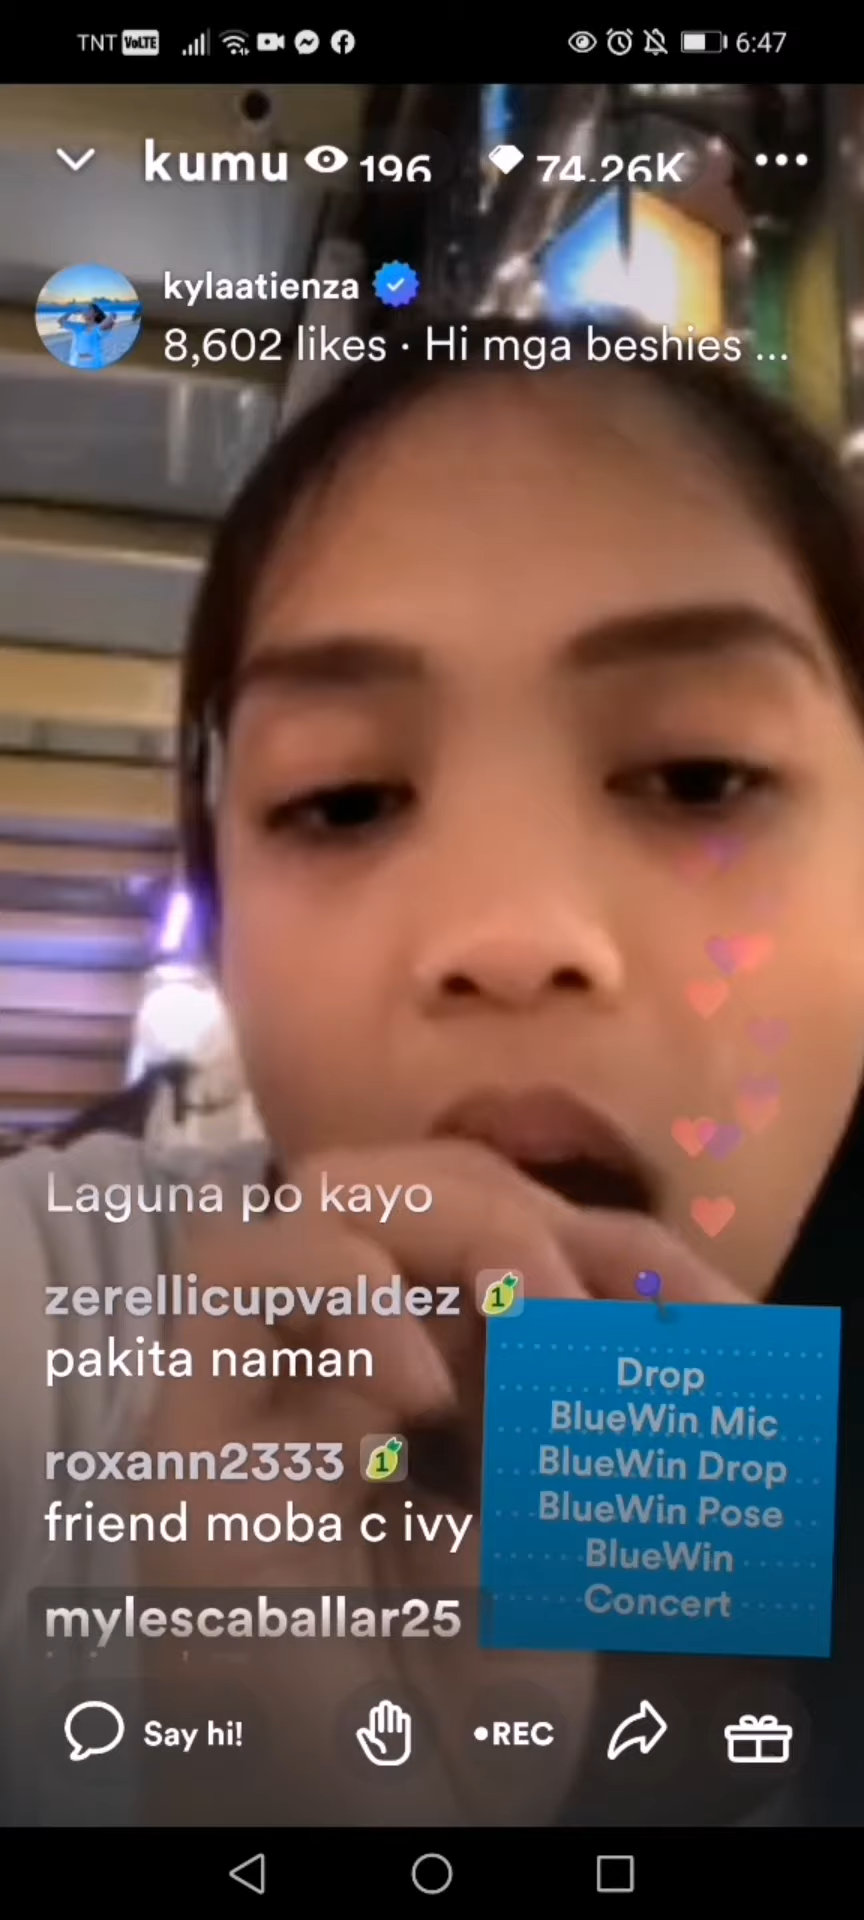 TNT VoLTE 6:47
kumu 196 74.26K
kylaatienza
8,602 likes · Hi mga beshies ...
Laguna po kayo
zerellicupvaldez 1
pakita naman
roxann2333 1
friend moba c ivy
mylescaballar25
Drop
BlueWin Mic
BlueWin Drop
BlueWin Pose
BlueWin
Concert
Say hi!
•REC